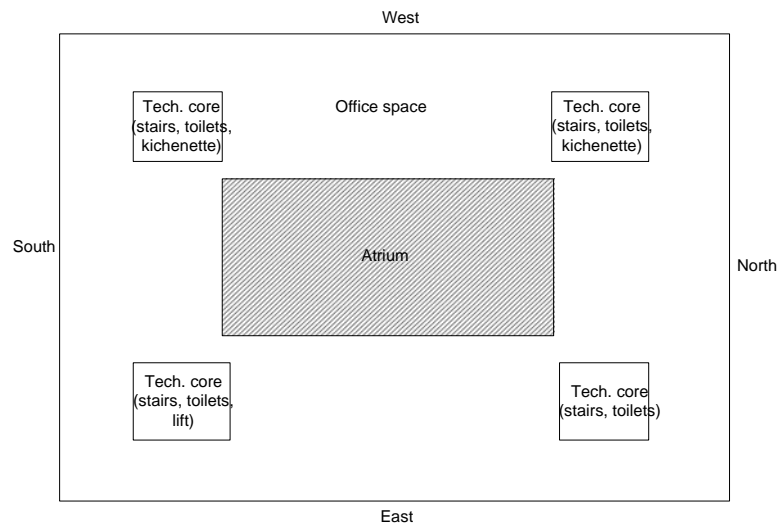 West
Tech. core
(stairs, toilets,
kichenette)
Office space
Tech. core
(stairs, toilets,
kichenette)
South
Atrium
North
Tech. core
(stairs, toilets,
lift)
Tech. core
(stairs, toilets)
East